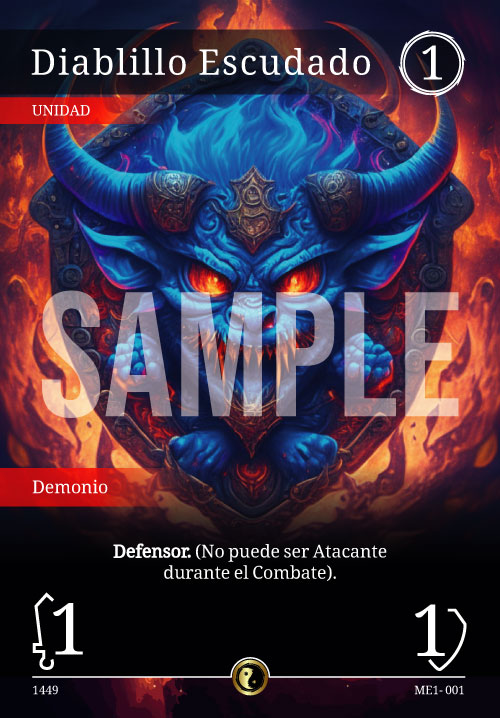 Diablillo Escudado 1
UNIDAD
SAMPLE
Demonio
Defensor. (No puede ser Atacante
durante el Combate).
1 1
1449 ME1-001